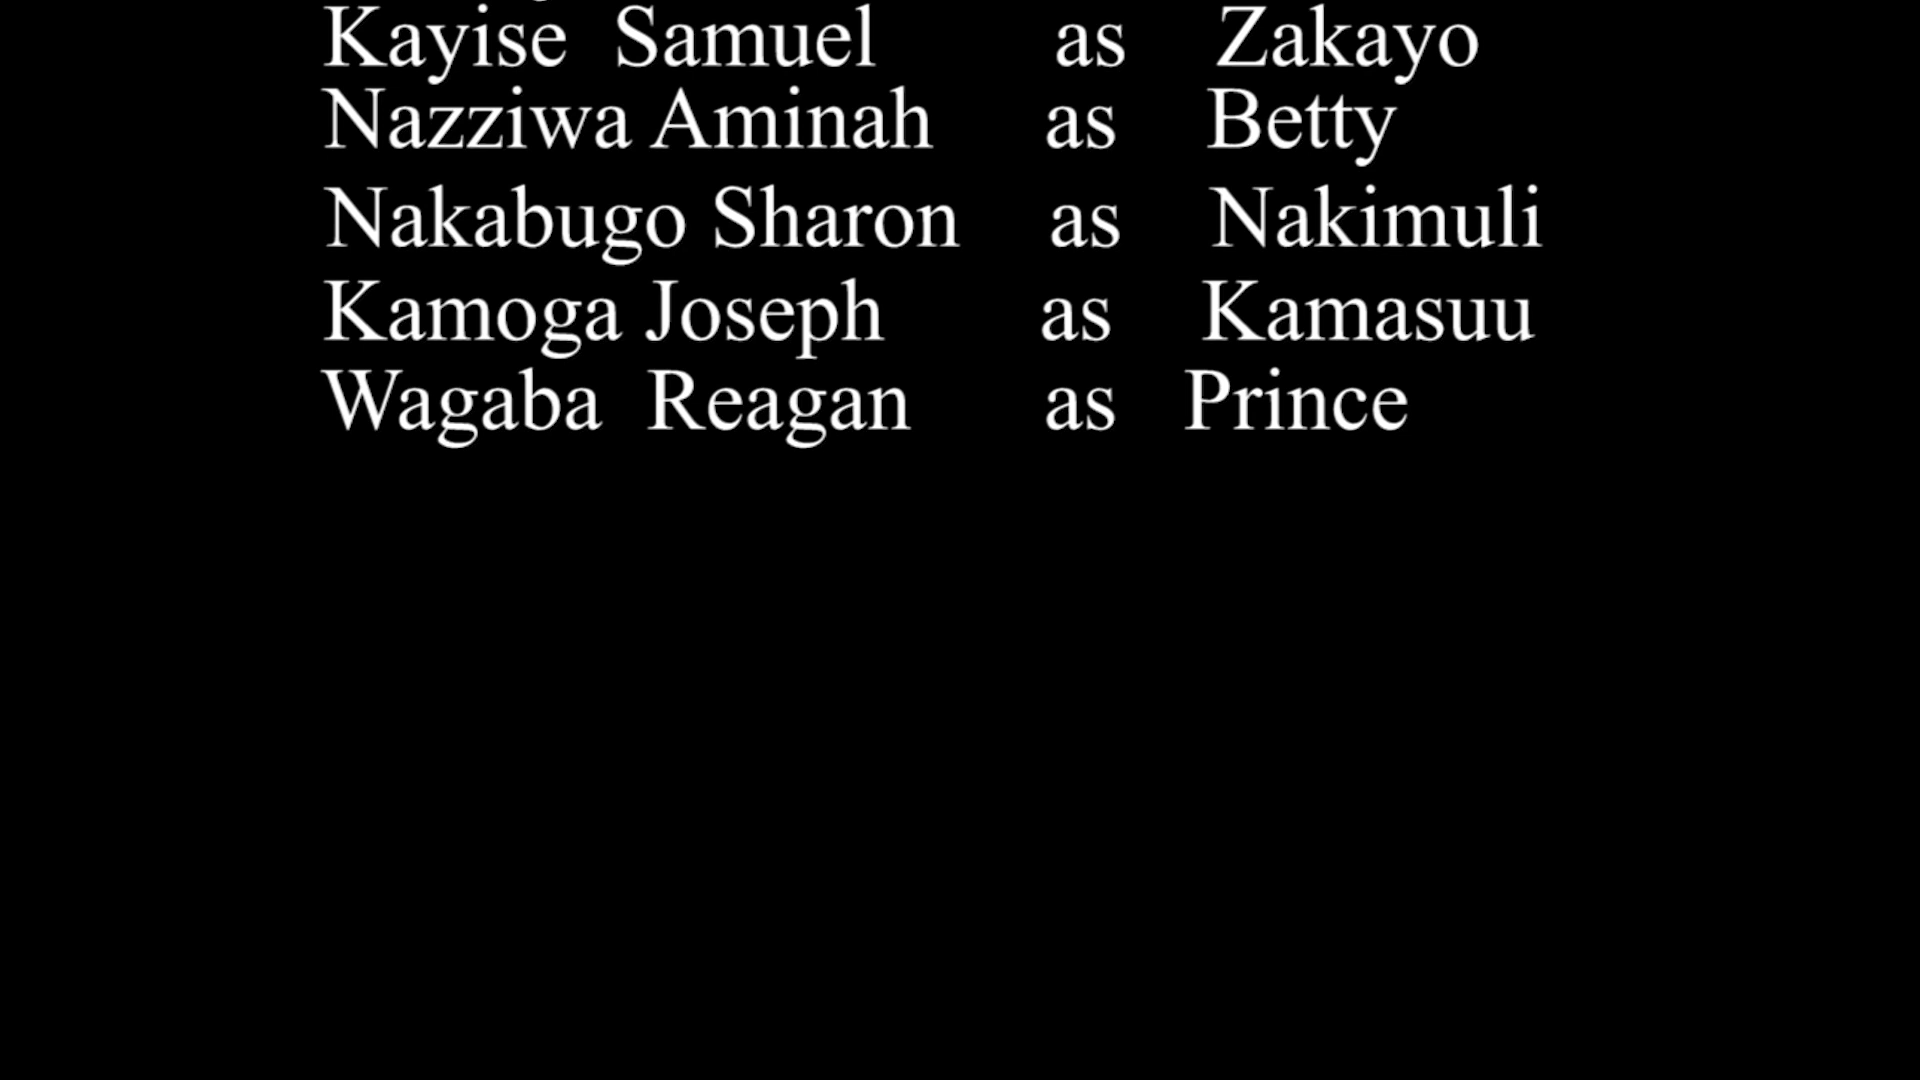 Kayise Samuel as Zakayo
Nazziwa Aminah as Betty
Nakabugo Sharon as Nakimuli
Kamoga Joseph as Kamasuu
Wagaba Reagan as Prince